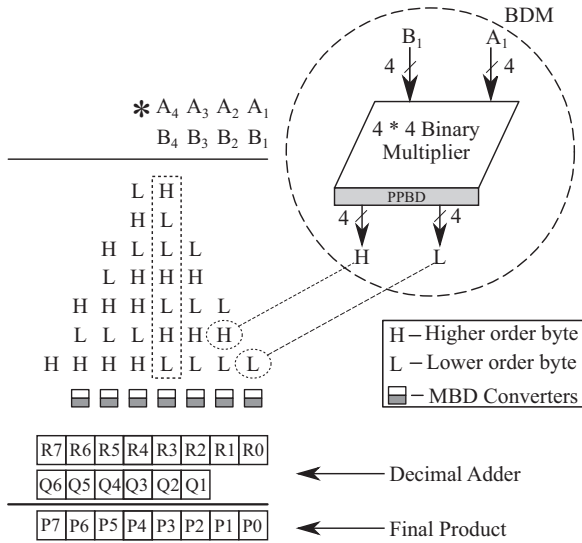 BDM
B1 A1
4 4
* A4 A3 A2 A1
B4 B3 B2 B1
4 * 4 Binary
Multiplier
PPBD
4 4
H L
L H
H L
H L L L
L H H H
H H L L L L
L L L H H H
H H H H L L L L
H – Higher order byte
L – Lower order byte
– MBD Converters
R7 R6 R5 R4 R3 R2 R1 R0
Q6 Q5 Q4 Q3 Q2 Q1
Decimal Adder
P7 P6 P5 P4 P3 P2 P1 P0
Final Product